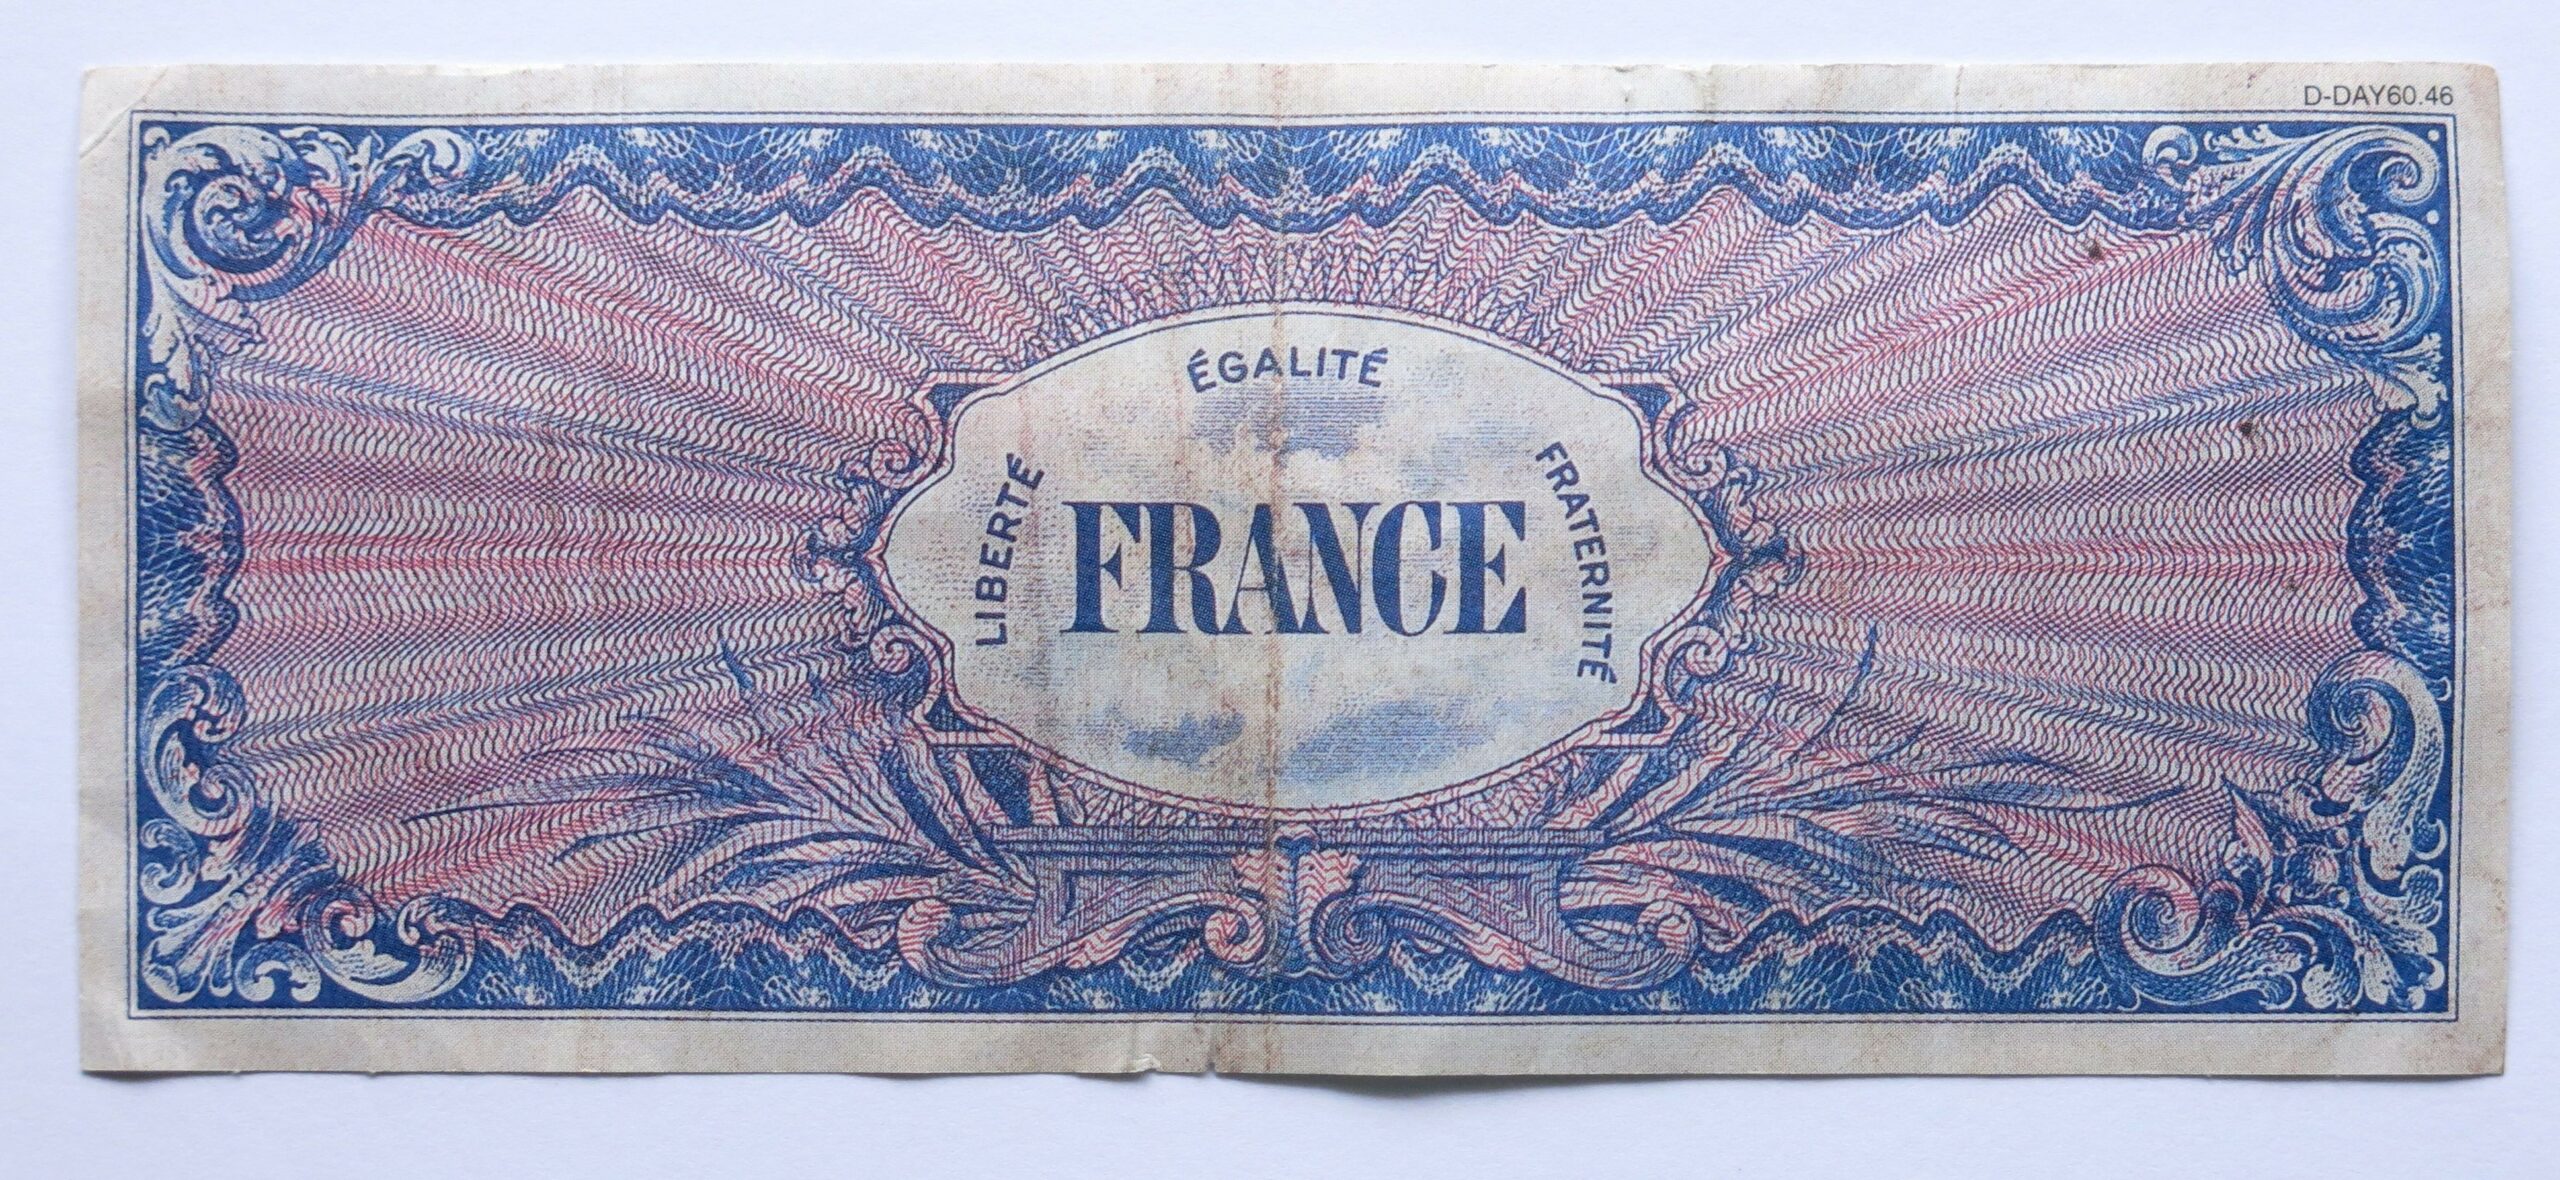 D-DAY60.46
LIBERTÉ
ÉGALITÉ
FRATERNITÉ
FRANCE